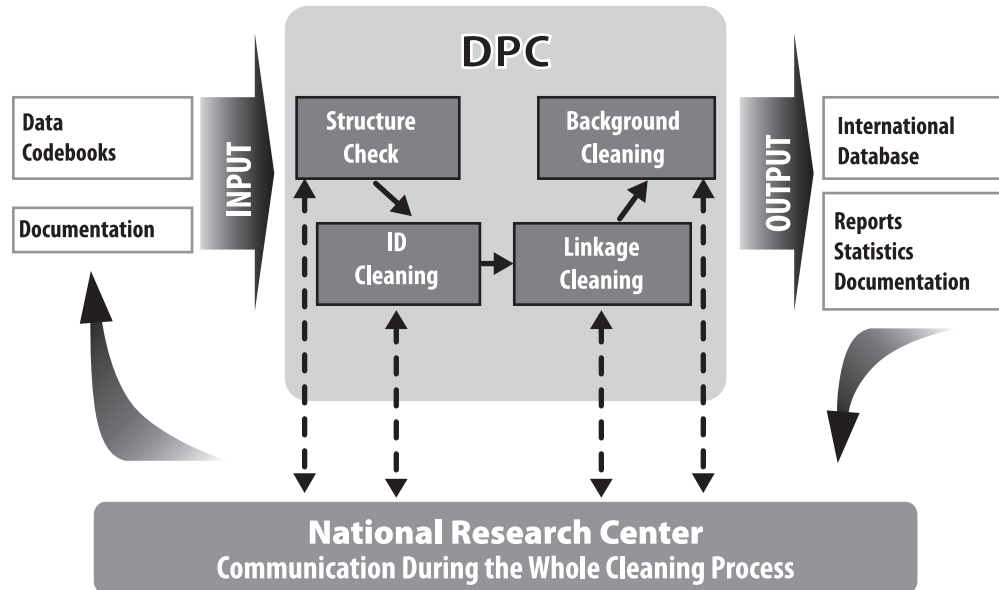 DPC
Data
Codebooks
Documentation
INPUT
Structure
Check
ID
Cleaning
Linkage
Cleaning
Background
Cleaning
OUTPUT
International
Database
Reports
Statistics
Documentation
National Research Center
Communication During the Whole Cleaning Process